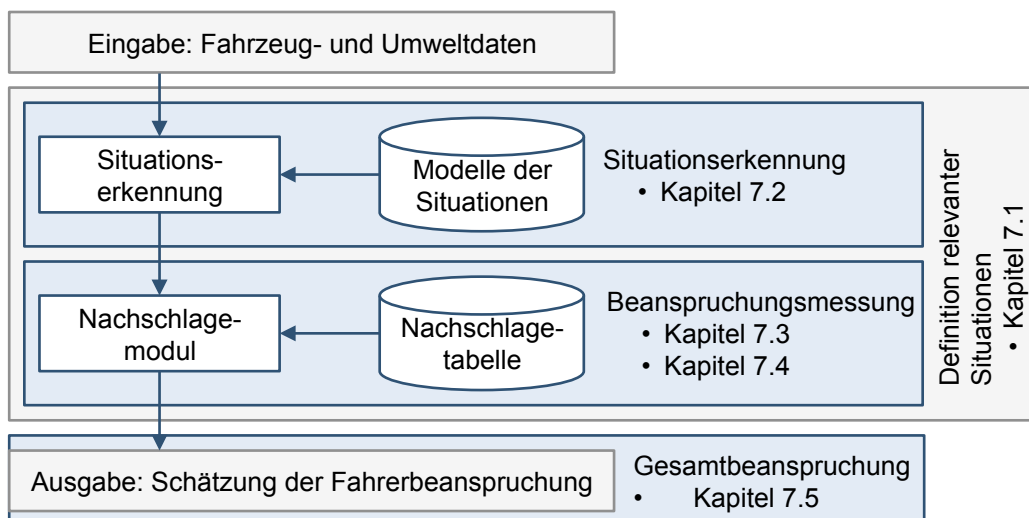 Eingabe: Fahrzeug- und Umweltdaten
Situations-
erkennung
Modelle der
Situationen
Situationserkennung
• Kapitel 7.2
Nachschlage-
modul
Nachschlage-
tabelle
Beanspruchungsmessung
• Kapitel 7.3
• Kapitel 7.4
Definition relevanter
Situationen
• Kapitel 7.1
Ausgabe: Schätzung der Fahrerbeanspruchung
Gesamtbeanspruchung
• Kapitel 7.5